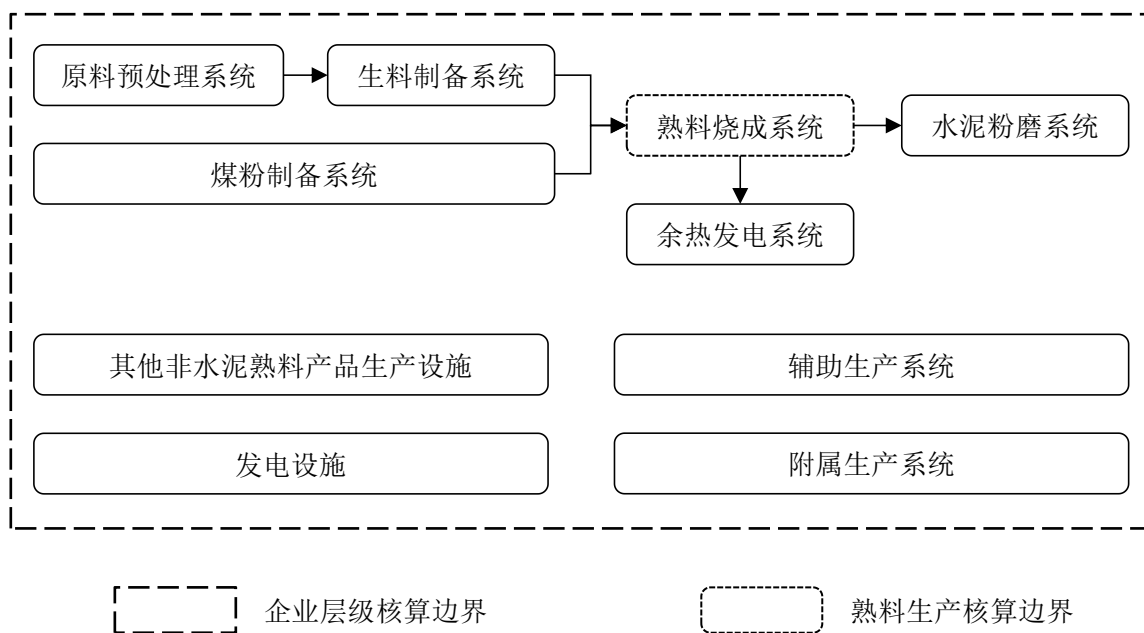 原料预处理系统
生料制备系统
熟料烧成系统
水泥粉磨系统
煤粉制备系统
余热发电系统
其他非水泥熟料产品生产设施
辅助生产系统
发电设施
附属生产系统
企业层级核算边界
熟料生产核算边界